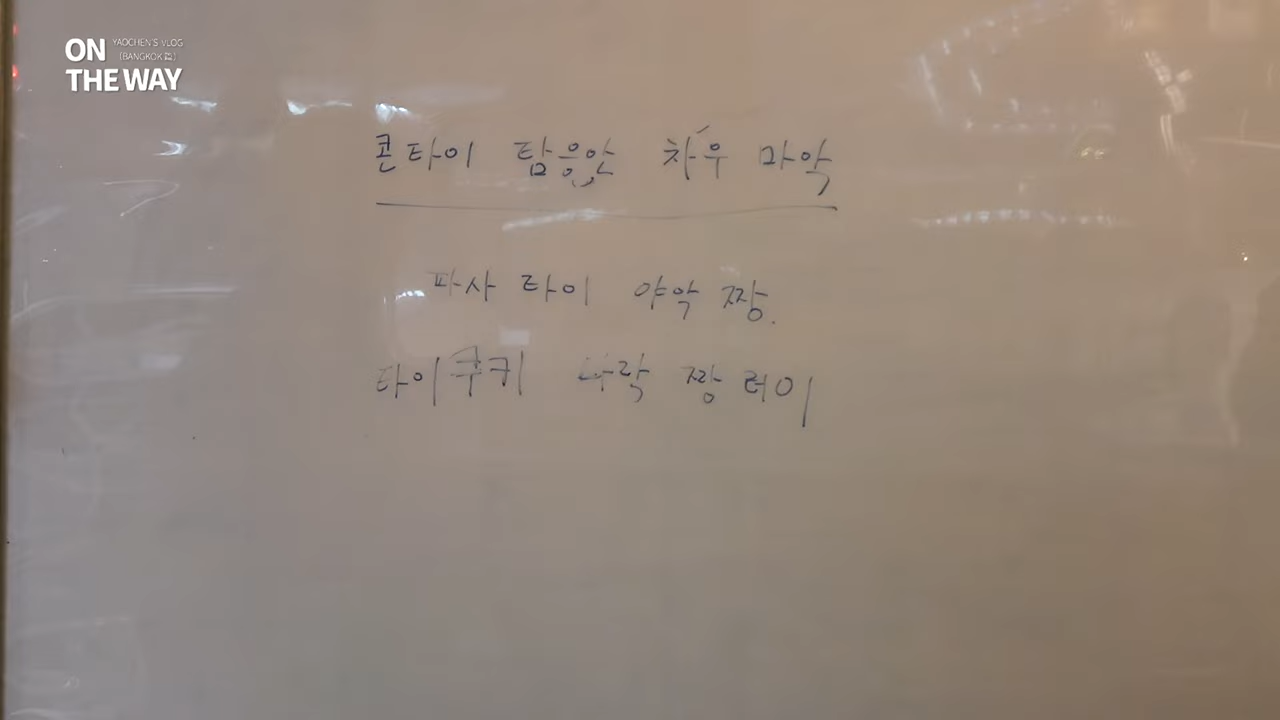 ON THE WAY
YAOCHEN'S VLOG
콘타이 탐응안 차우 마약
파사 타이 야악 짱.
타이쿠키 짱 러이